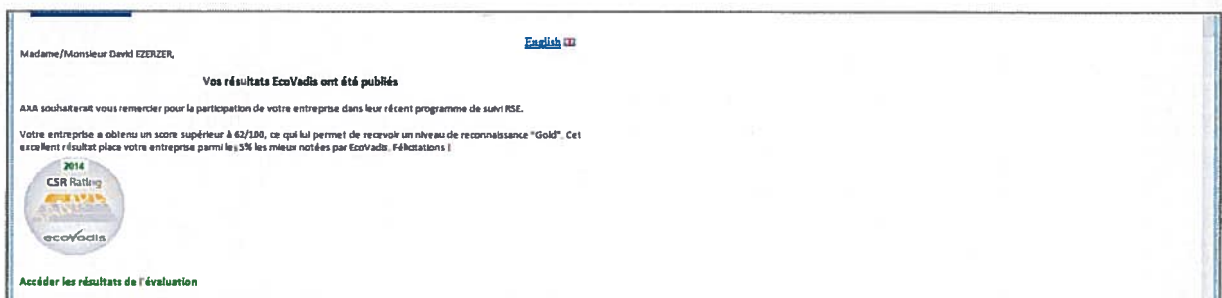 English
Madame/Monsieur David EZERZER,
Vos résultats EcoVadis ont été publiés
AXA souhaiterait vous remercier pour la participation de votre entreprise dans leur récent programme de suivi RSE.
Votre entreprise a obtenu un score supérieur à 62/100, ce qui lui permet de recevoir un niveau de reconnaissance "Gold". Cet
excellent résultat place votre entreprise parmi les 5% les mieux notées par EcoVadis. Félicitations !
2014
CSR Rating
SAMPLE
ecoVadis
Accéder les résultats de l'évaluation